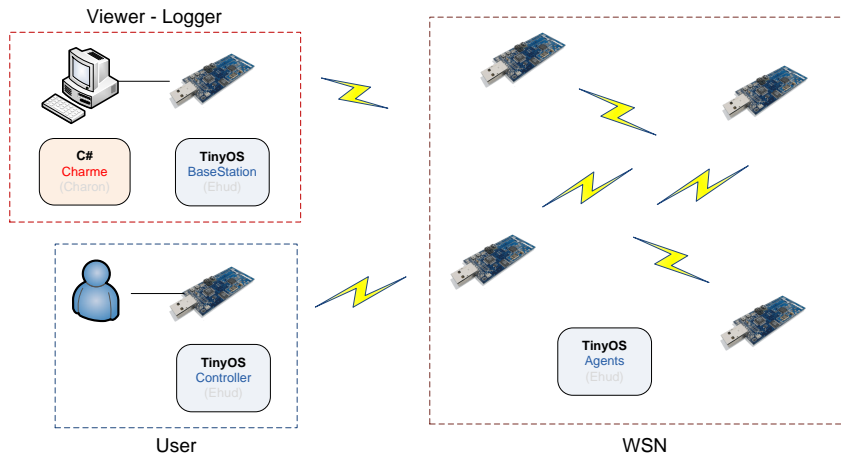 Viewer - Logger
C#
Charme
(Charon)
TinyOS
BaseStation
(Ehud)
TinyOS
Controller
(Ehud)
User
TinyOS
Agents
(Ehud)
WSN